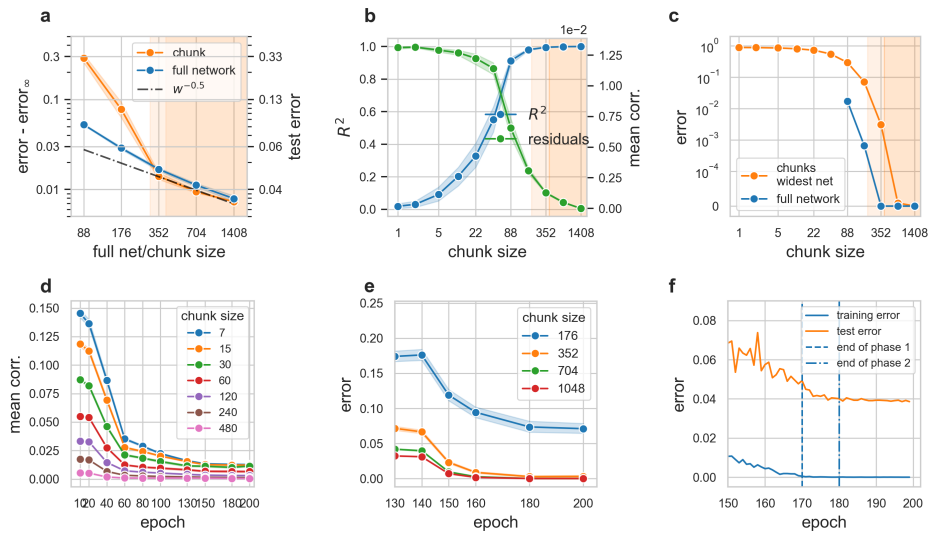 a
error - error∞
0.3
0.1
0.03
0.01
chunk
full network
w^−0.5
0.33
0.13
0.06
0.04
test error
88 176 352 704 1408
full net/chunk size
b
1e−2
R²
1.0
0.8
0.6
0.4
0.2
0.0
R²
residuals
1.25
1.00
0.75
0.50
0.25
0.00
mean corr.
1 5 22 88 352 1408
chunk size
c
error
10⁰
10⁻¹
10⁻²
10⁻³
10⁻⁴
0
chunks
widest net
full network
1 5 22 88 352 1408
chunk size
d
mean corr.
0.150
0.125
0.100
0.075
0.050
0.025
0.000
chunk size
7
15
30
60
120
240
480
10 20 40 60 80 100 130 150 180 200
epoch
e
error
0.25
0.20
0.15
0.10
0.05
0.00
chunk size
176
352
704
1048
130 140 150 160 180 200
epoch
f
error
0.08
0.06
0.04
0.02
0.00
training error
test error
end of phase 1
end of phase 2
150 160 170 180 190 200
epoch